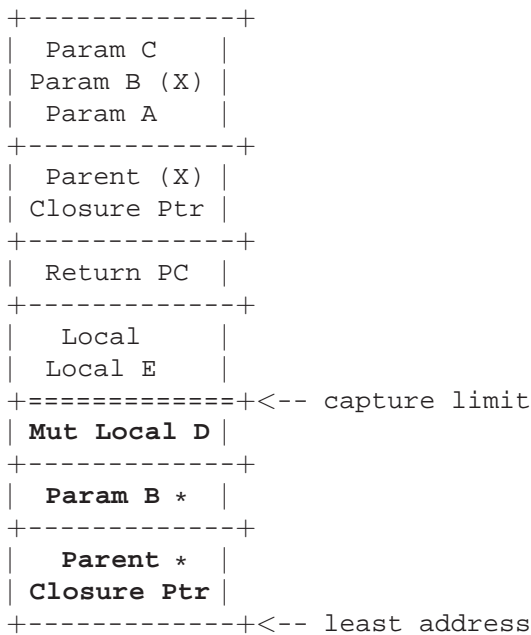 +-------------+
|  Param C    |
| Param B (X) |
|  Param A    |
+-------------+
|  Parent (X) |
| Closure Ptr |
+-------------+
|  Return PC  |
+-------------+
|   Local     |
|  Local E    |
+=============+<-- capture limit
| Mut Local D |
+-------------+
|  Param B *  |
+-------------+
|   Parent *  |
| Closure Ptr |
+-------------+<-- least address